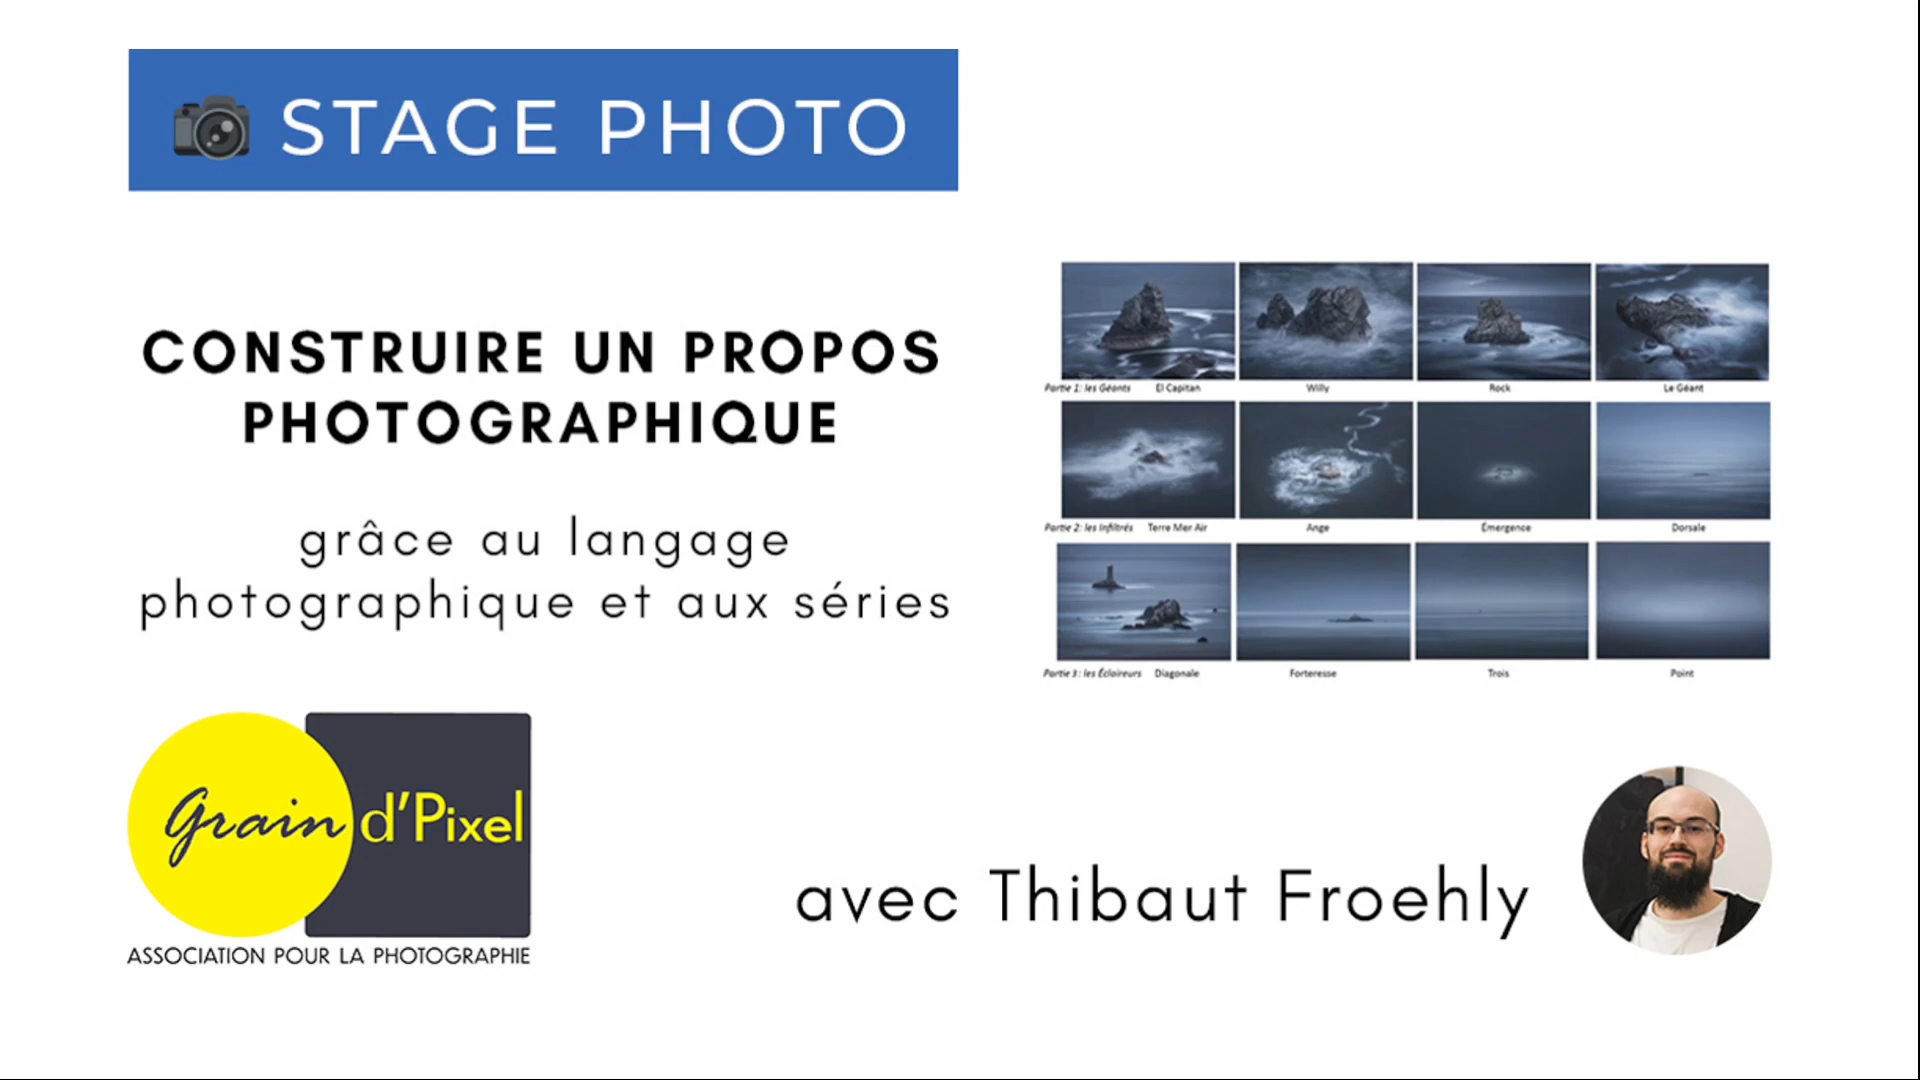 STAGE PHOTO
CONSTRUIRE UN PROPOS
PHOTOGRAPHIQUE
grâce au langage
photographique et aux séries
Partie 1: les Géants El Capitan Willy Rock Le Géant
Partie 2: les Infiltrés Terre Mer Air Ange Émergence Dorsale
Partie 3: les Éclaireurs Diagonale Forteresse Trois Point
Grain d'Pixel
ASSOCIATION POUR LA PHOTOGRAPHIE
avec Thibaut Froehly